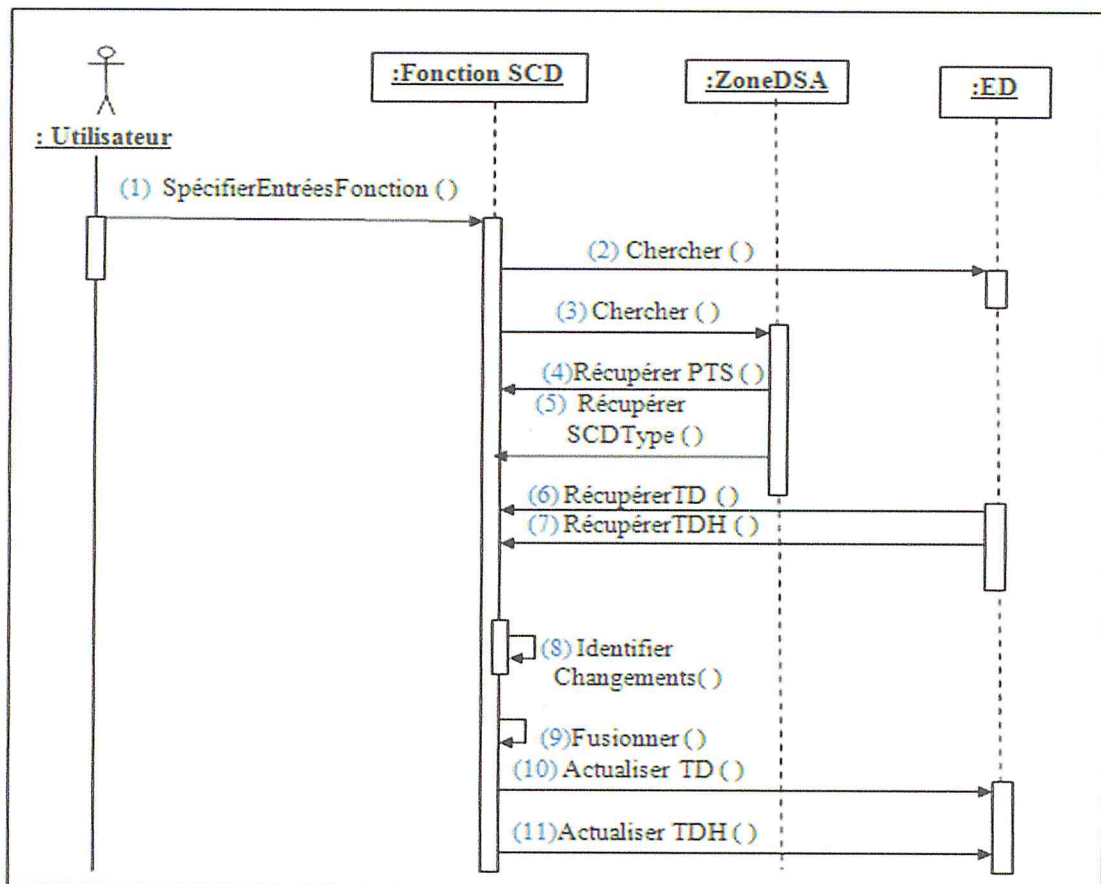 :Fonction SCD
:ZoneDSA
:ED
: Utilisateur
(1) SpécifierEntréesFonction ( )
(2) Chercher ( )
(3) Chercher ( )
(4)Récupérer PTS ( )
(5) Récupérer
SCDType ( )
(6) RécupérerTD ( )
(7) RécupérerTDH ( )
(8) Identifier
Changements( )
(9)Fusionner ( )
(10) Actualiser TD ( )
(11)Actualiser TDH ( )